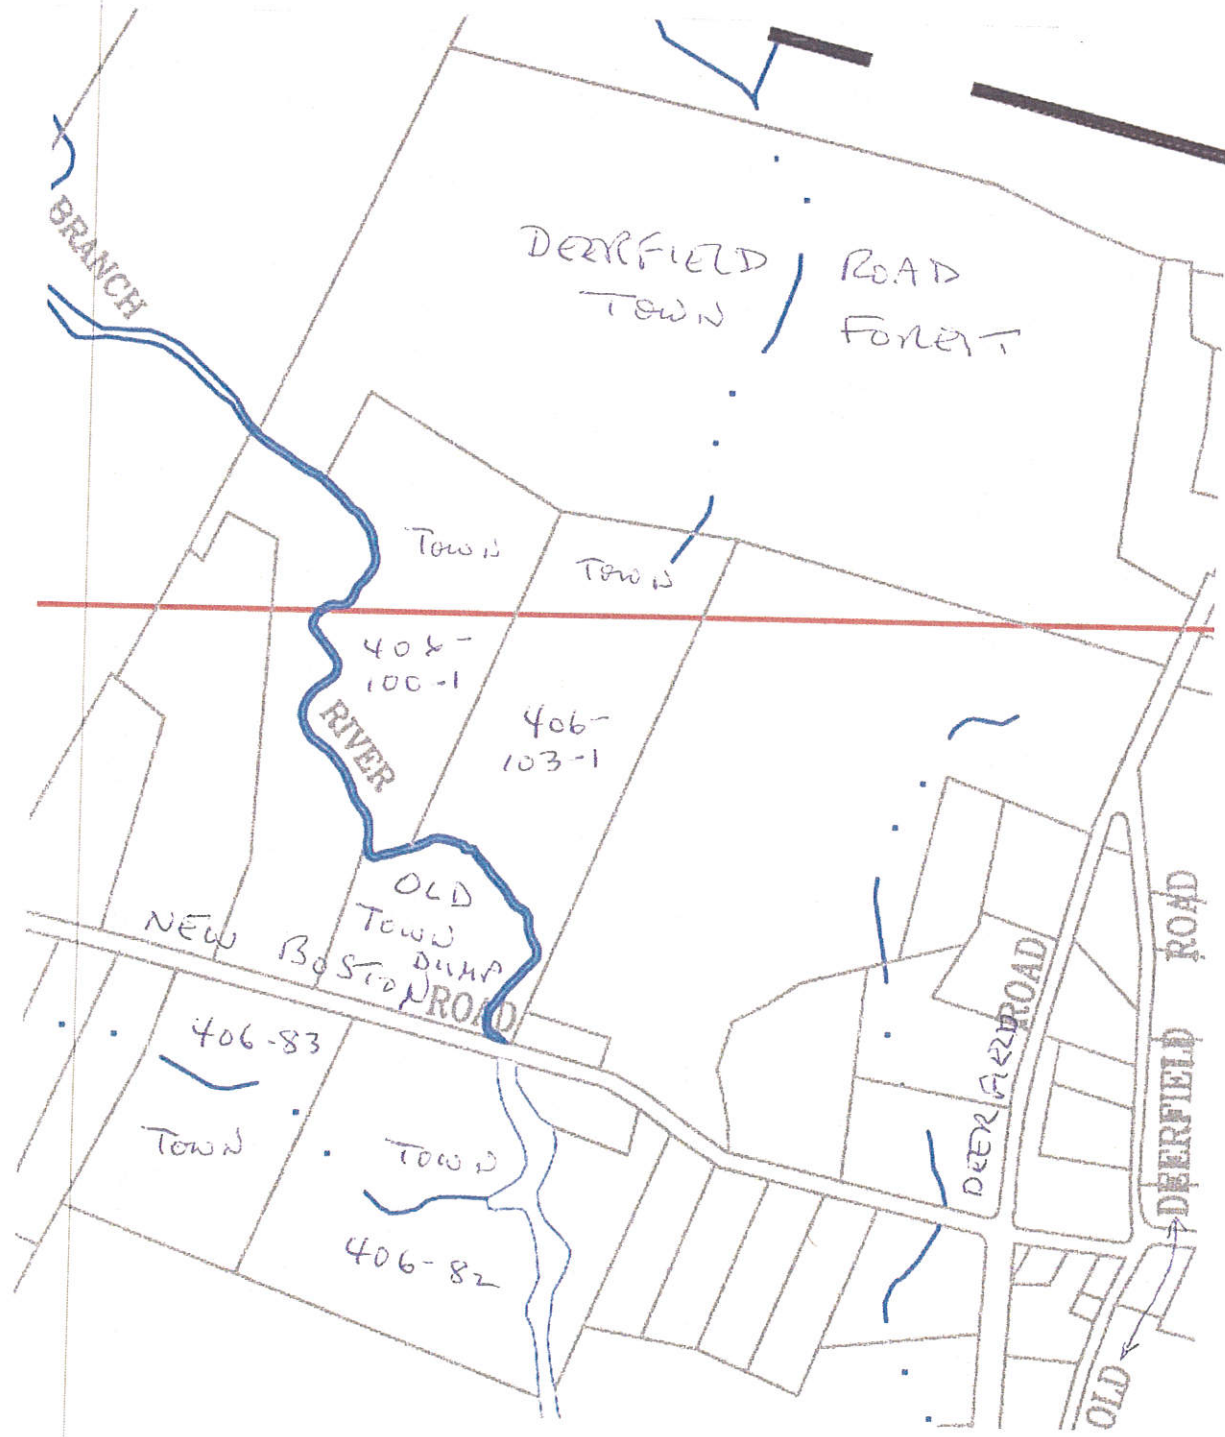 BRANCH
DEERFIELD ROAD
TOWN FOREST
TOWN
TOWN
406-
100-1
RIVER
406-
103-1
OLD
TOWN
DUMP
NEW BOSTON ROAD
406-83
TOWN
TOWN
406-82
DEERFIELD ROAD
OLD DEERFIELD ROAD